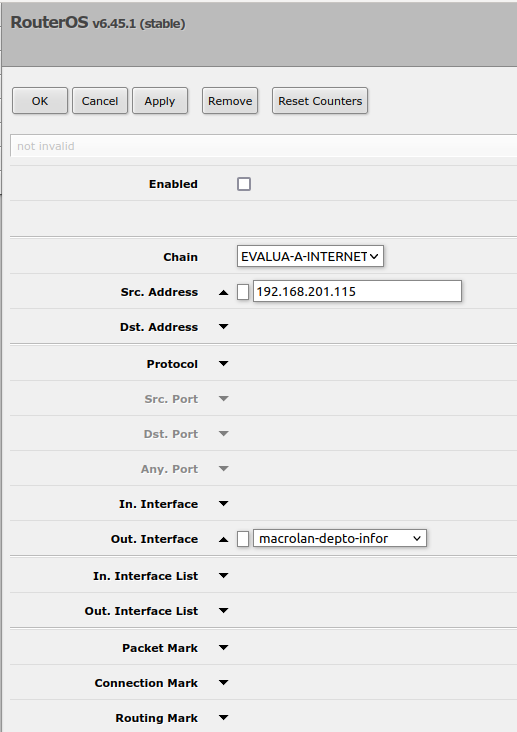 RouterOS v6.45.1 (stable)
OK Cancel Apply Remove Reset Counters
not invalid
Enabled
Chain EVALUA-A-INTERNET
Src. Address 192.168.201.115
Dst. Address
Protocol
Src. Port
Dst. Port
Any. Port
In. Interface
Out. Interface macrolan-depto-infor
In. Interface List
Out. Interface List
Packet Mark
Connection Mark
Routing Mark